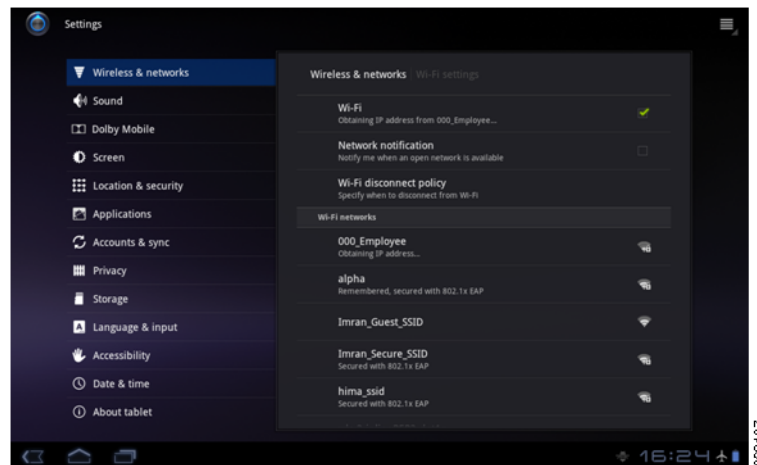 Settings
Wireless & networks
Sound
Dolby Mobile
Screen
Location & security
Applications
Accounts & sync
Privacy
Storage
Language & input
Accessibility
Date & time
About tablet
Wireless & networks Wi-Fi settings
Wi-Fi
Obtaining IP address from 000_Employee...
Network notification
Notify me when an open network is available
Wi-Fi disconnect policy
Specify when to disconnect from Wi-Fi
Wi-Fi networks
000_Employee
Obtaining IP address...
alpha
Remembered, secured with 802.1x EAP
Imran_Guest_SSID
Imran_Secure_SSID
Secured with 802.1x EAP
hima_ssid
Secured with 802.1x EAP
16:24